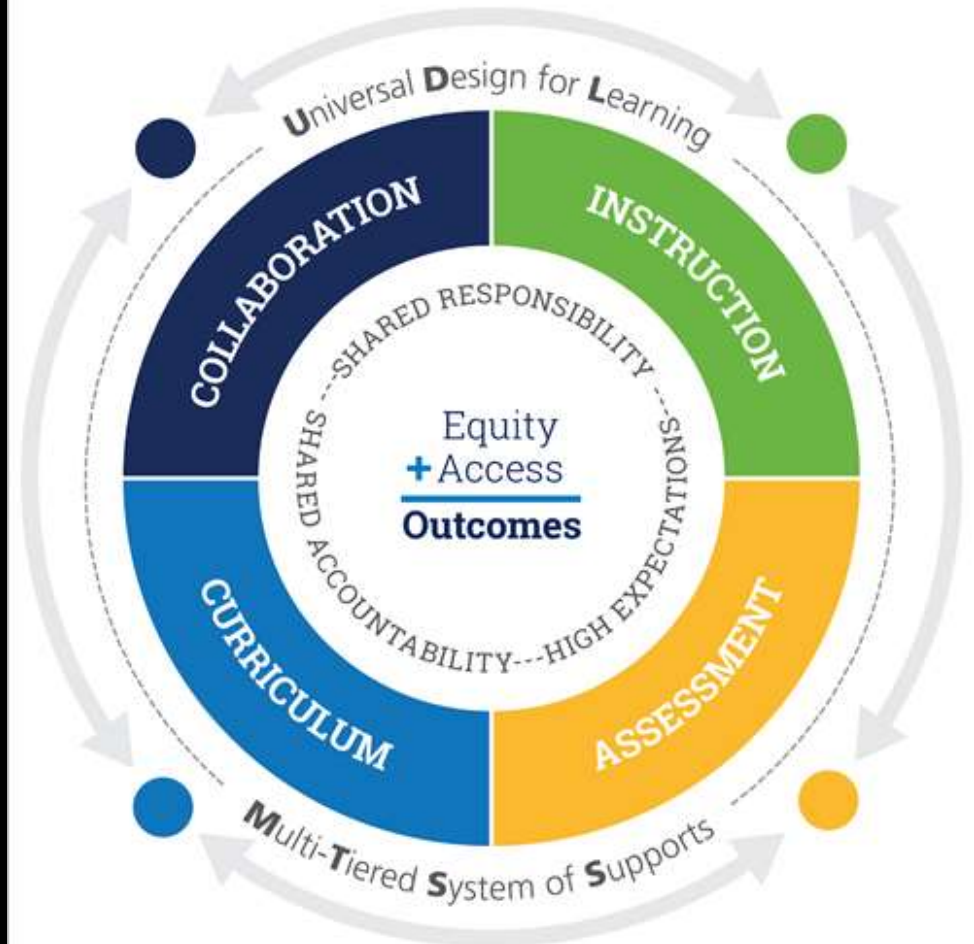 Universal Design for Learning
COLLABORATION
INSTRUCTION
---SHARED RESPONSIBILITY---
SHARED ACCOUNTABILITY---HIGH EXPECTATIONS
Equity
+Access
Outcomes
CURRICULUM
ASSESSMENT
Multi-Tiered System of Supports